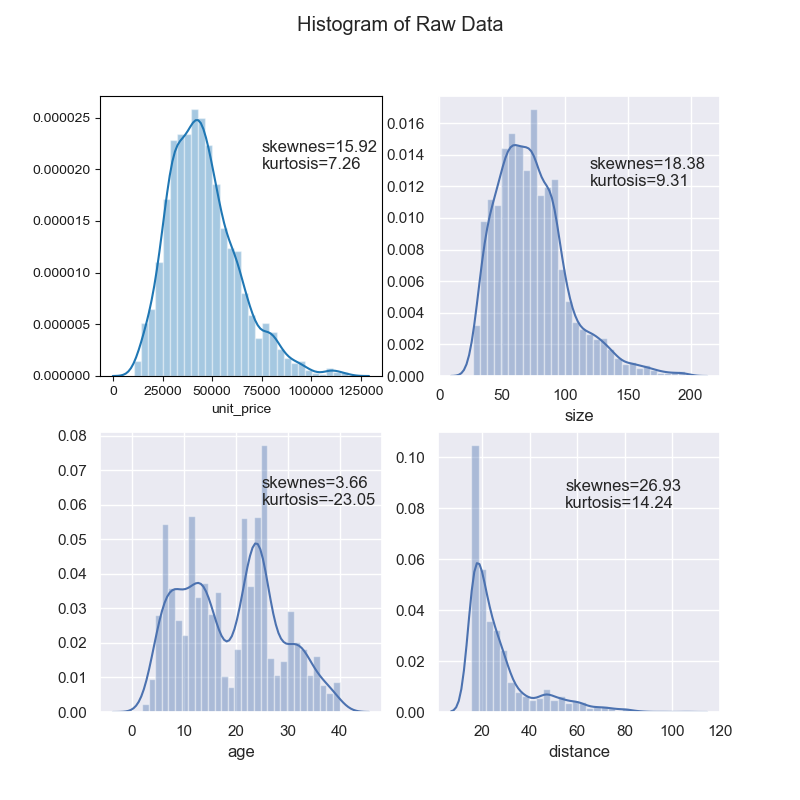 Histogram of Raw Data
0.000025
0.000020
0.000015
0.000010
0.000005
0.000000
skewnes=15.92
kurtosis=7.26
0 25000 50000 75000 100000 125000
unit_price
0.016
0.014
0.012
0.010
0.008
0.006
0.004
0.002
0.000
skewnes=18.38
kurtosis=9.31
0 50 100 150 200
size
0.08
0.07
0.06
0.05
0.04
0.03
0.02
0.01
0.00
skewnes=3.66
kurtosis=-23.05
0 10 20 30 40
age
0.10
0.08
0.06
0.04
0.02
0.00
skewnes=26.93
kurtosis=14.24
20 40 60 80 100 120
distance